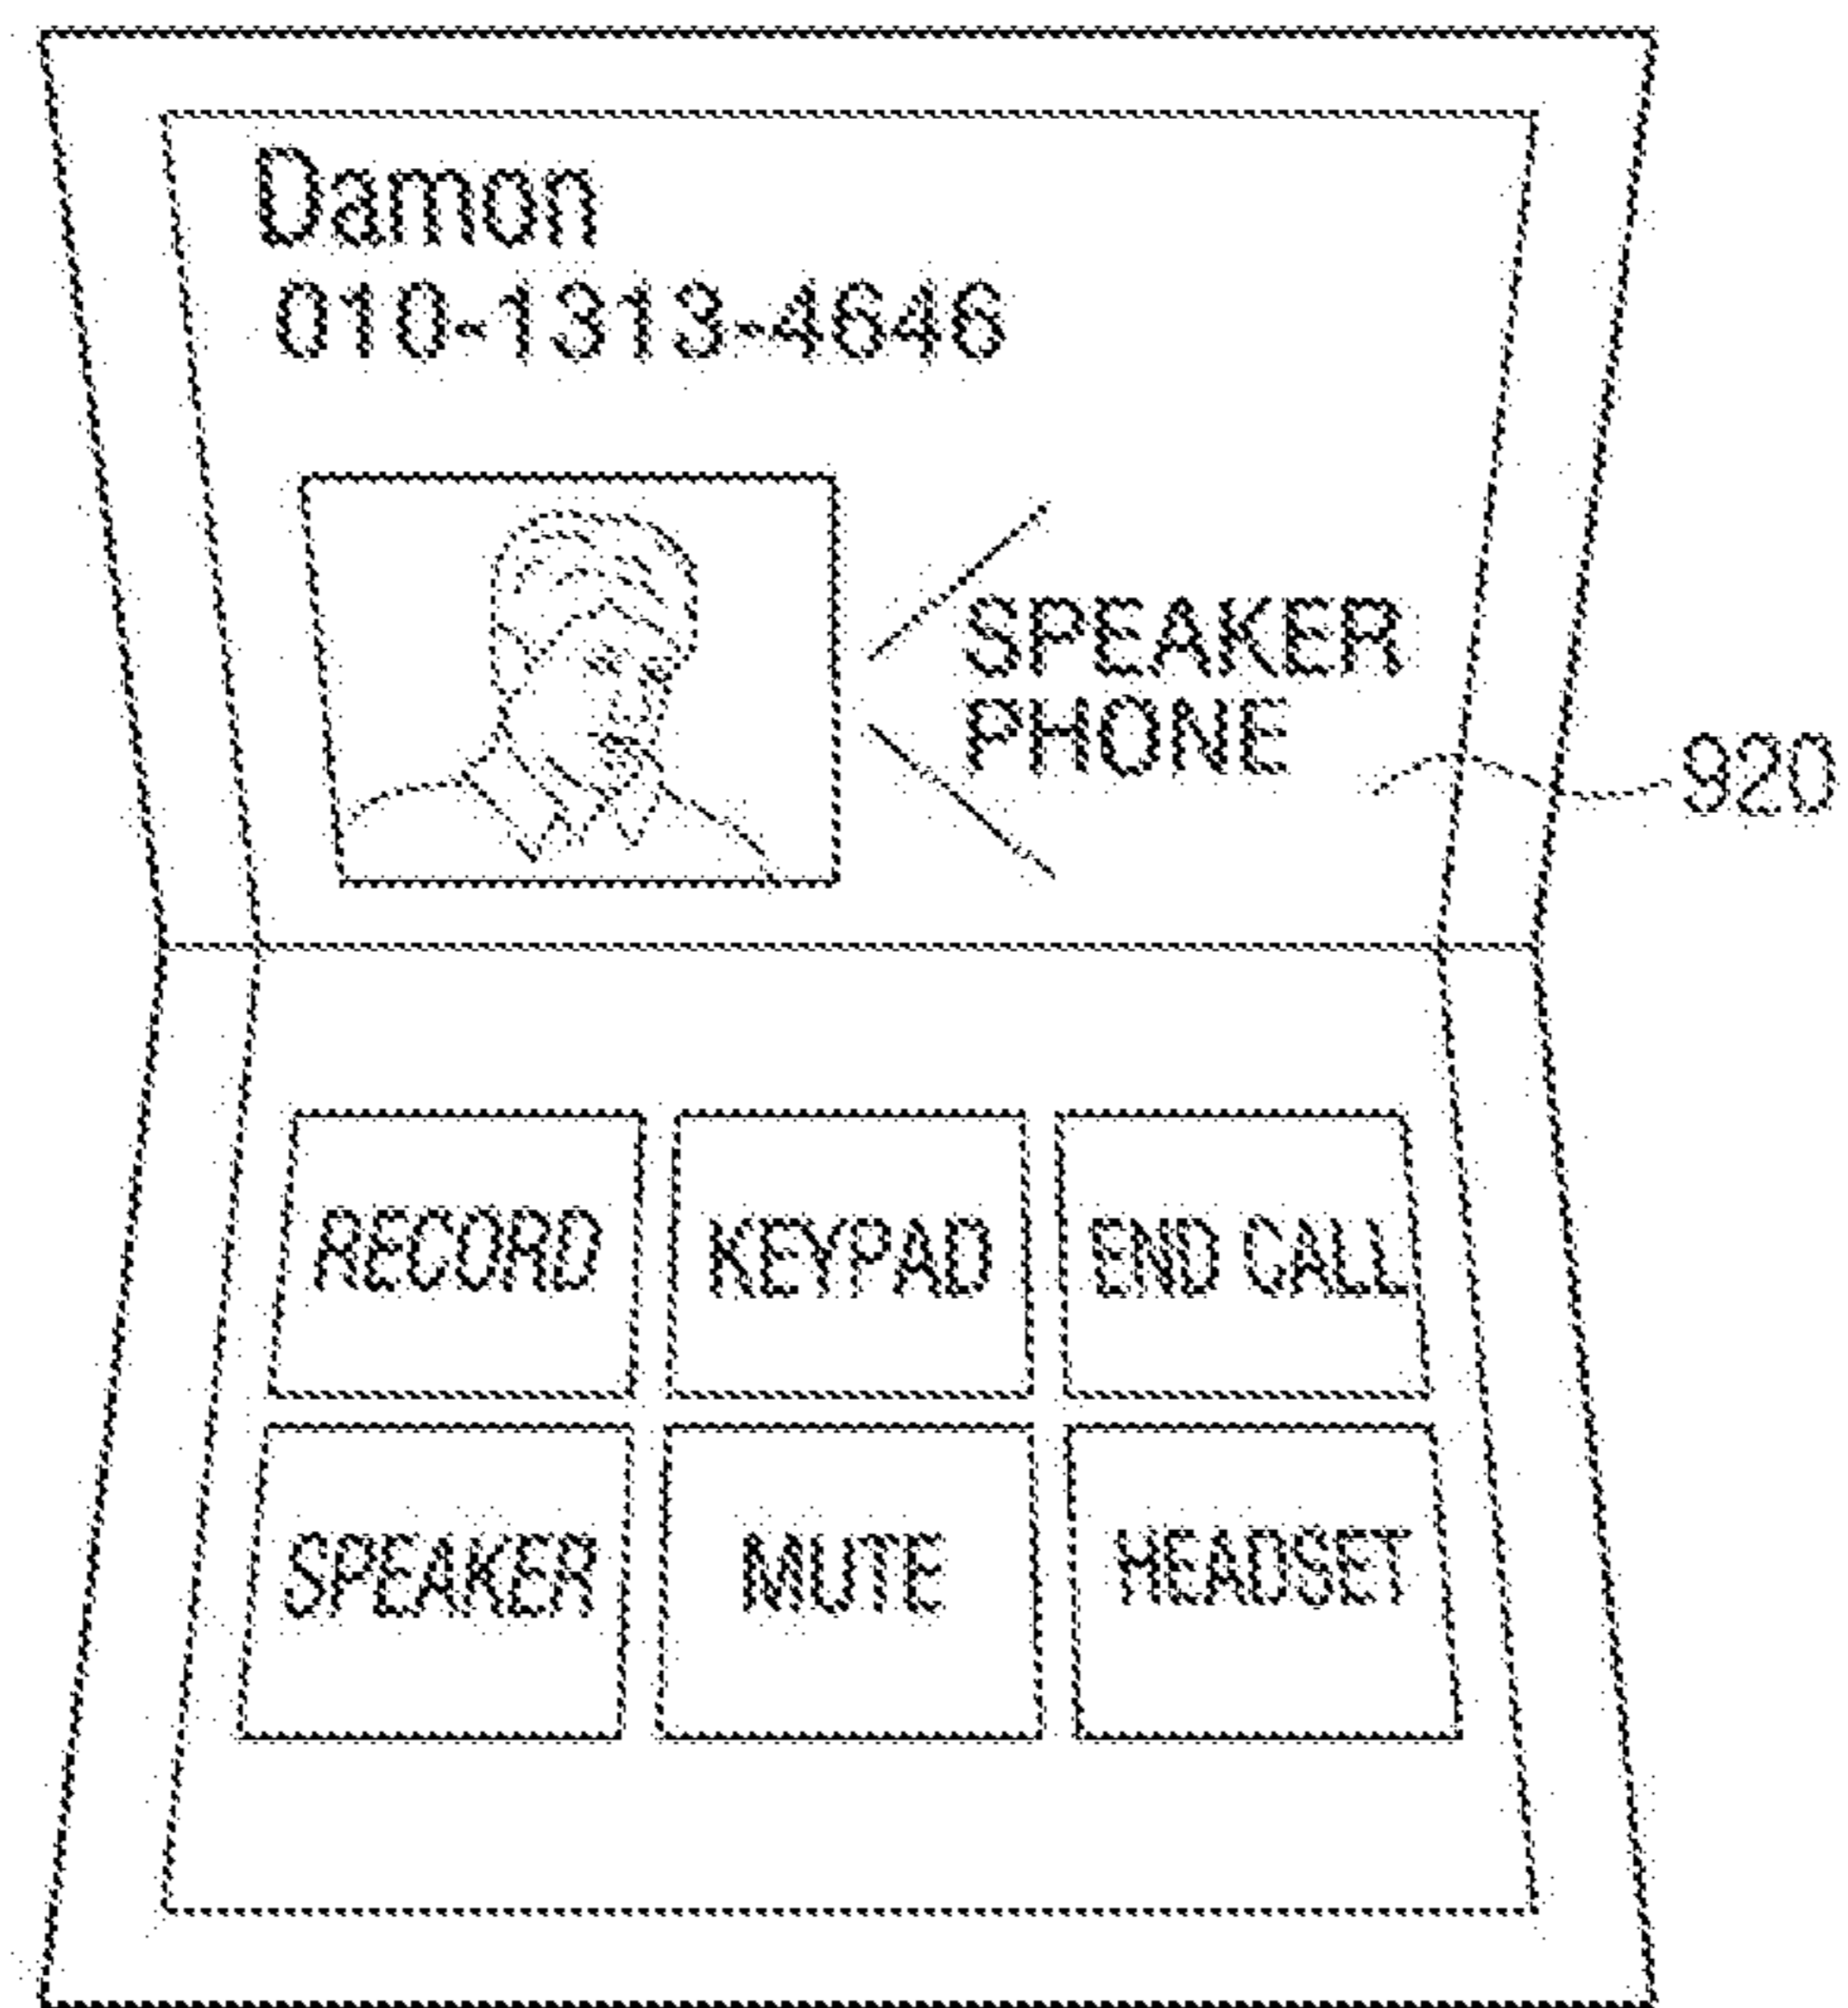 Damon
010-1313-4646
SPEAKER
PHONE
920
RECORD KEYPAD END CALL
SPEAKER MUTE HEADSET